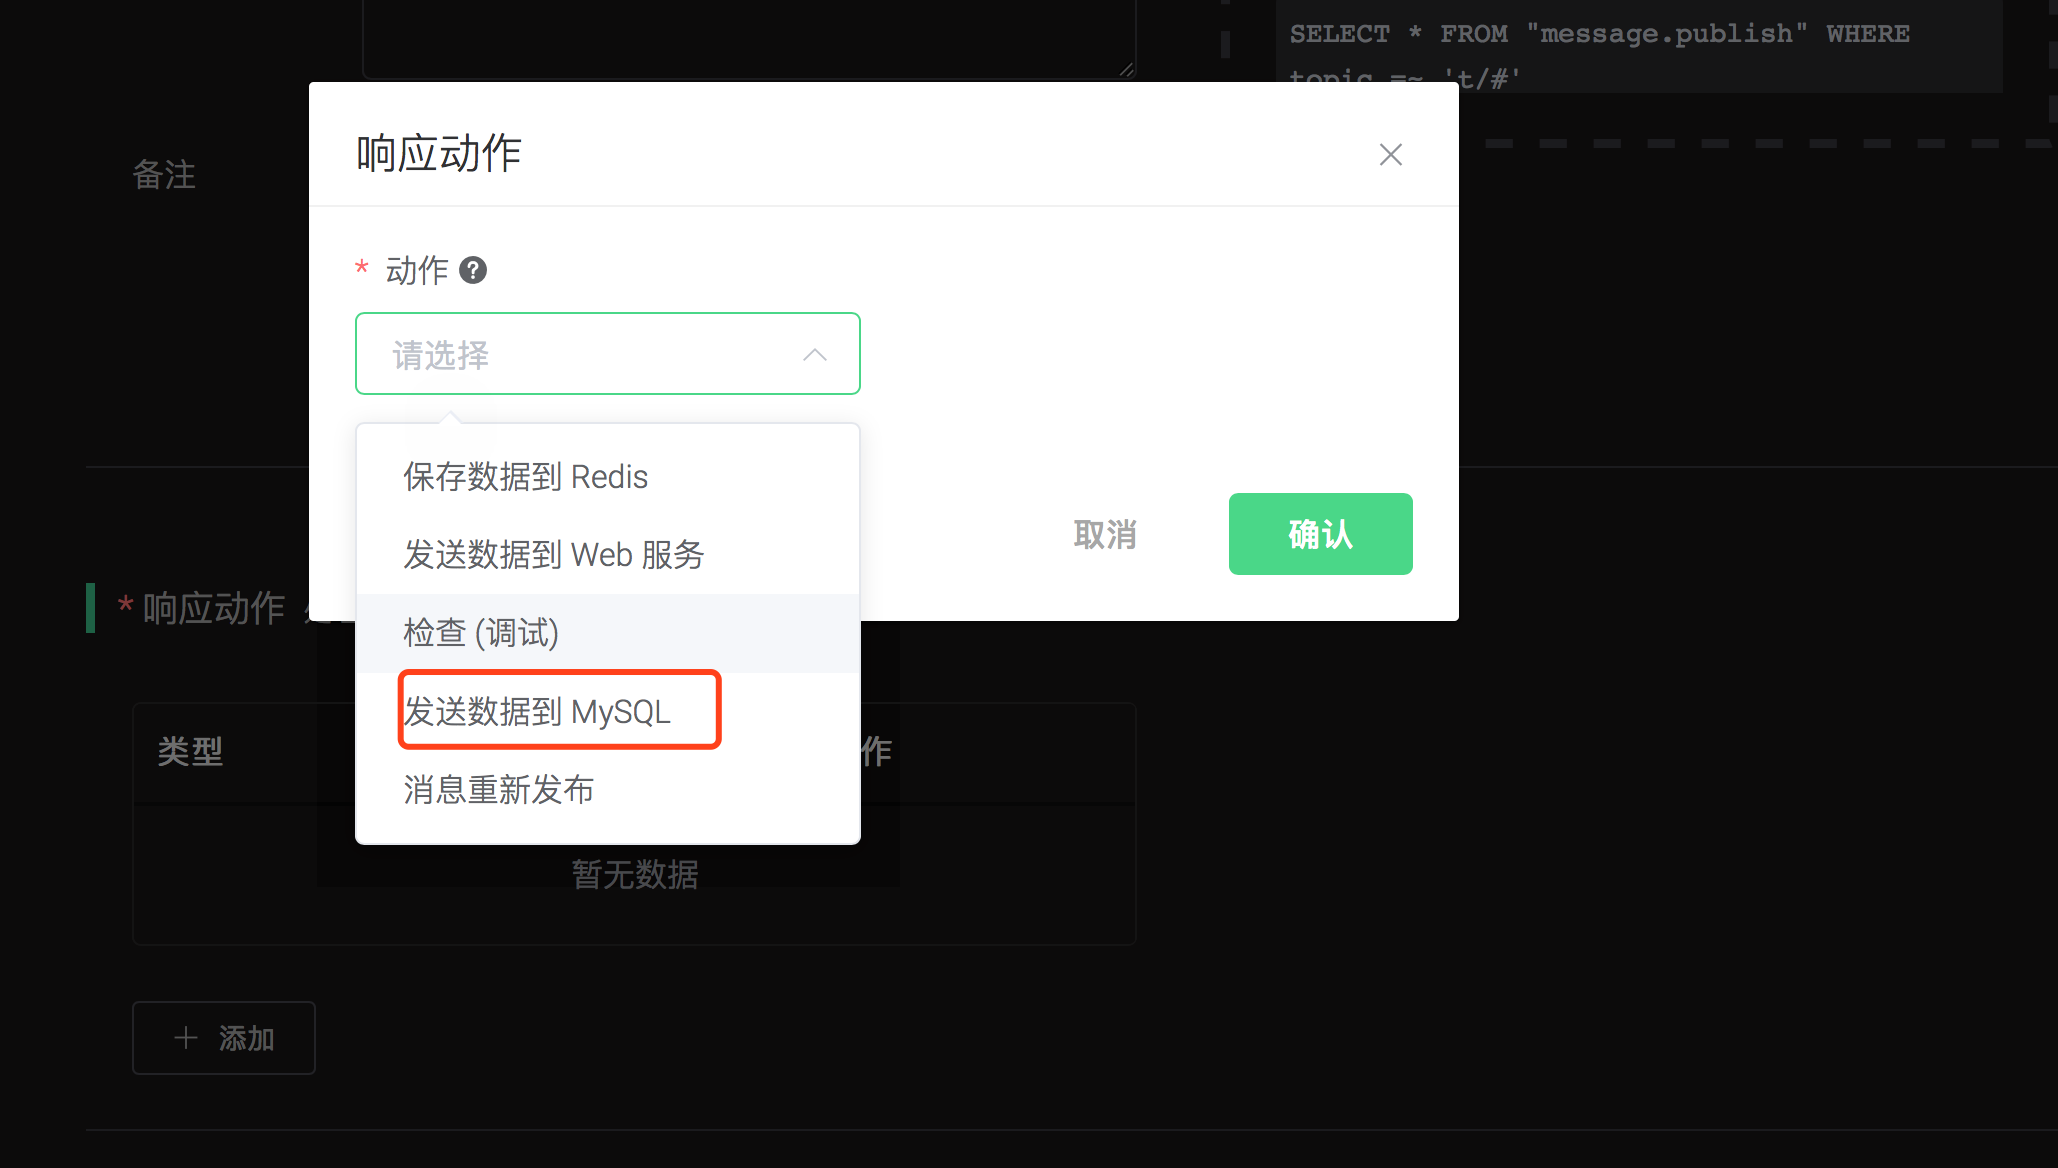 SELECT * FROM "message.publish" WHERE
topic =~ 't/#'
响应动作
备注
* 动作
请选择
保存数据到 Redis
发送数据到 Web 服务
取消
确认
* 响应动作
检查 (调试)
发送数据到 MySQL
类型
作
消息重新发布
暂无数据
添加